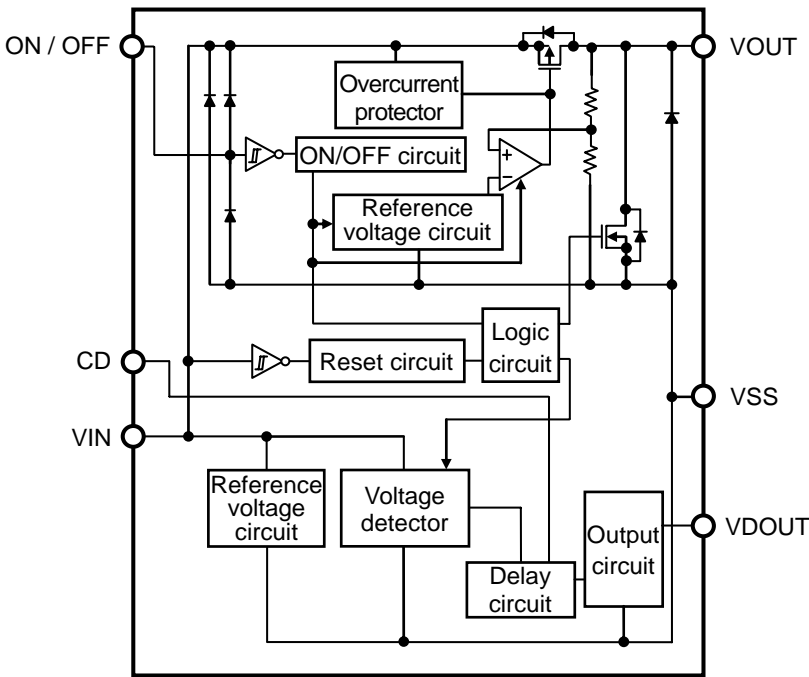 ON / OFF
VOUT
Overcurrent
protector
+
−
ON/OFF circuit
Reference
voltage circuit
Logic
circuit
CD
Reset circuit
VSS
VIN
Reference
voltage
circuit
Voltage
detector
Output
circuit
VDOUT
Delay
circuit